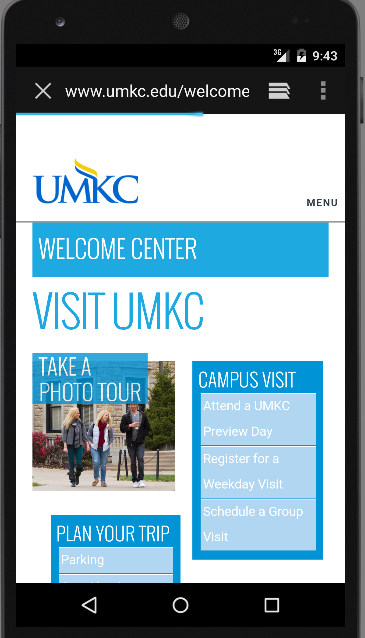 3G 9:43
www.umkc.edu/welcome
UMKC
MENU
WELCOME CENTER
VISIT UMKC
TAKE A
PHOTO TOUR
CAMPUS VISIT
Attend a UMKC
Preview Day
Register for a
Weekday Visit
Schedule a Group
Visit
PLAN YOUR TRIP
Parking